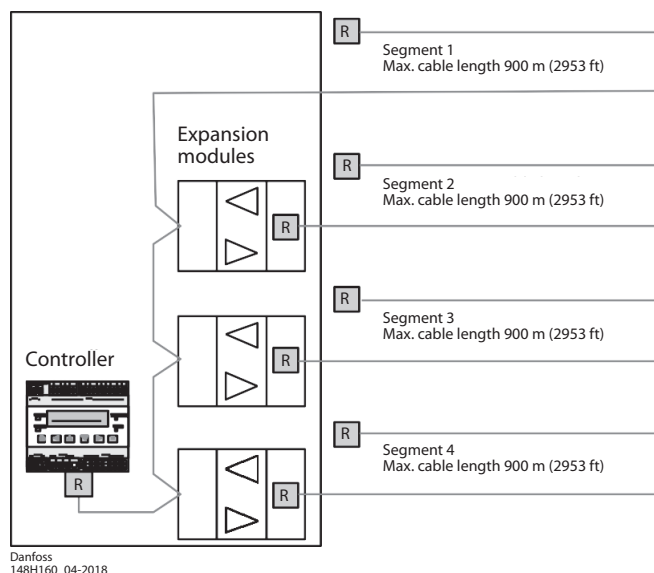 R
Segment 1
Max. cable length 900 m (2953 ft)
Expansion
modules
R
Segment 2
Max. cable length 900 m (2953 ft)
R
R
Segment 3
Max. cable length 900 m (2953 ft)
R
Controller
R
Segment 4
Max. cable length 900 m (2953 ft)
R
R
Danfoss
148H160_04-2018